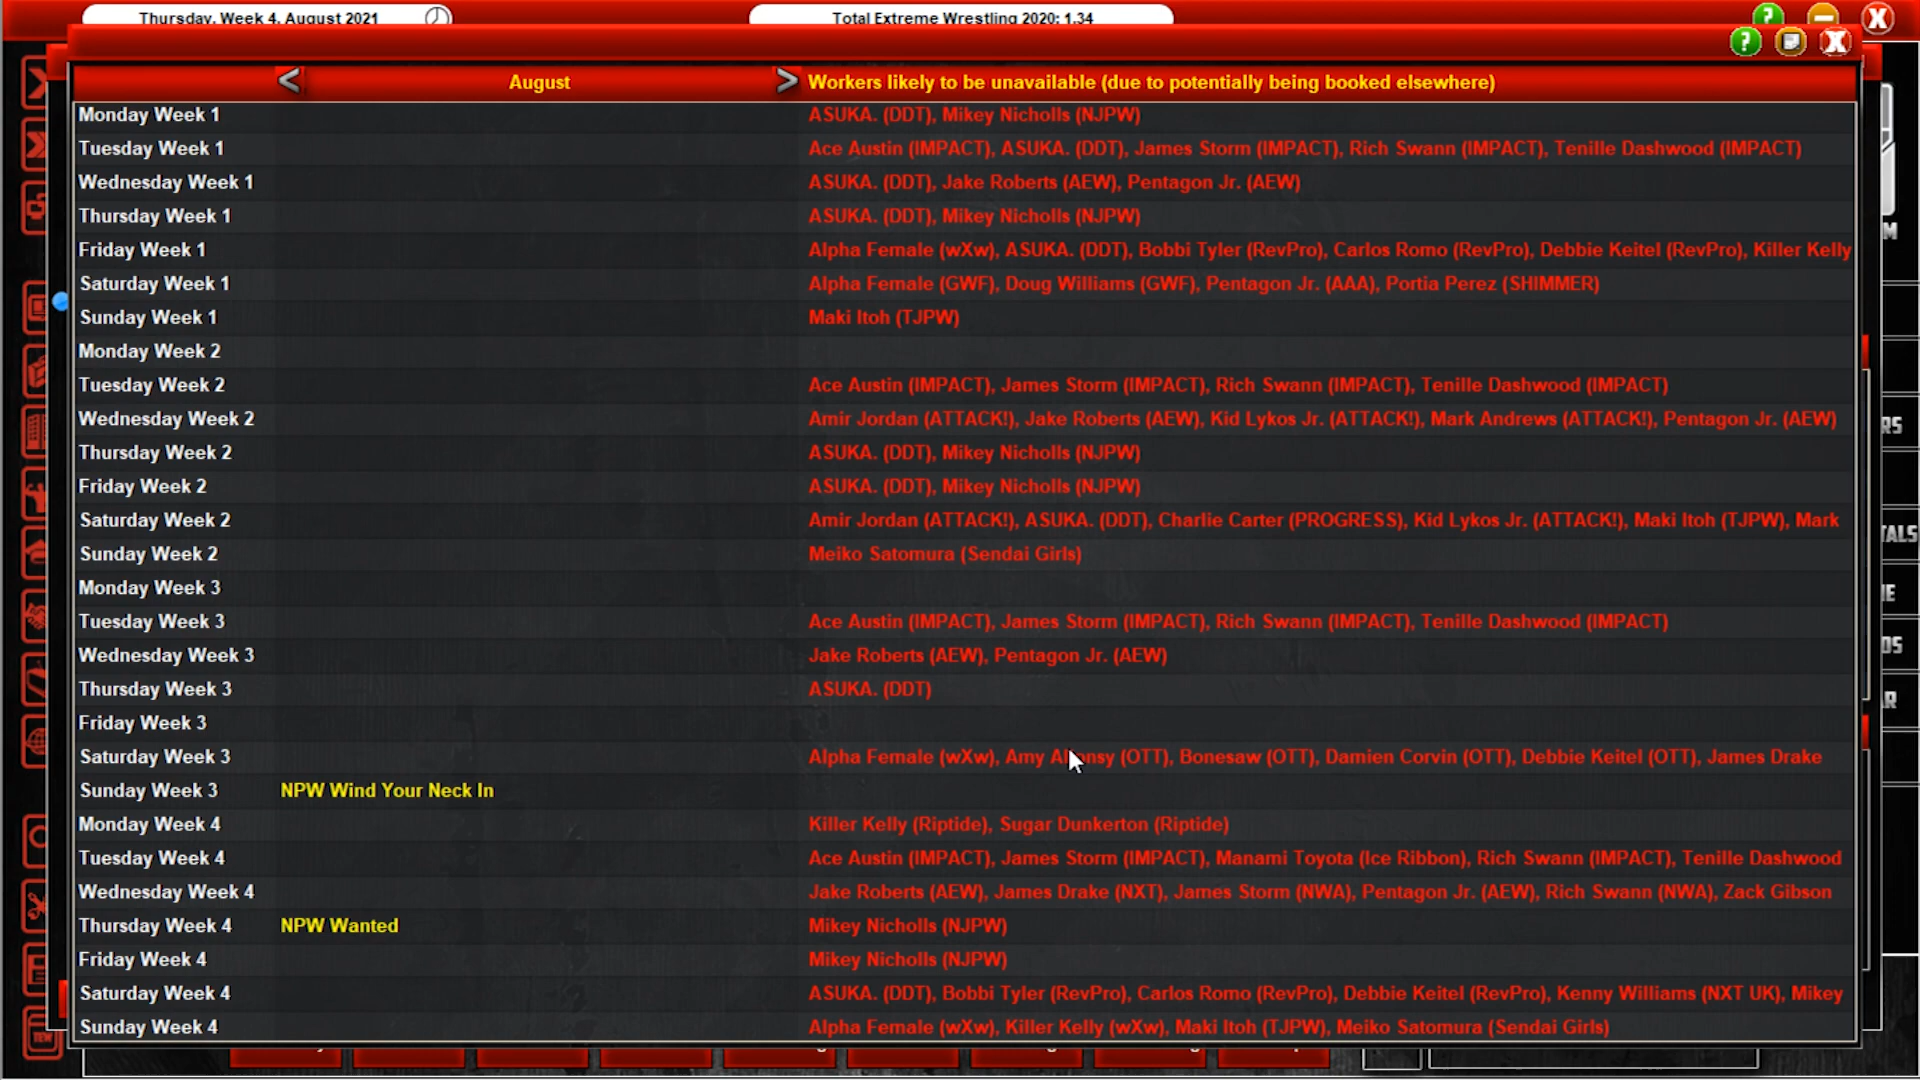 Thursday, Week 4, August 2021
Total Extreme Wrestling 2020: 1.34
< August > Workers likely to be unavailable (due to potentially being booked elsewhere)
Monday Week 1 ASUKA. (DDT), Mikey Nicholls (NJPW)
Tuesday Week 1 Ace Austin (IMPACT), ASUKA. (DDT), James Storm (IMPACT), Rich Swann (IMPACT), Tenille Dashwood (IMPACT)
Wednesday Week 1 ASUKA. (DDT), Jake Roberts (AEW), Pentagon Jr. (AEW)
Thursday Week 1 ASUKA. (DDT), Mikey Nicholls (NJPW)
Friday Week 1 Alpha Female (wXw), ASUKA. (DDT), Bobbi Tyler (RevPro), Carlos Romo (RevPro), Debbie Keitel (RevPro), Killer Kelly
Saturday Week 1 Alpha Female (GWF), Doug Williams (GWF), Pentagon Jr. (AAA), Portia Perez (SHIMMER)
Sunday Week 1 Maki Itoh (TJPW)
Monday Week 2
Tuesday Week 2 Ace Austin (IMPACT), James Storm (IMPACT), Rich Swann (IMPACT), Tenille Dashwood (IMPACT)
Wednesday Week 2 Amir Jordan (ATTACK!), Jake Roberts (AEW), Kid Lykos Jr. (ATTACK!), Mark Andrews (ATTACK!), Pentagon Jr. (AEW)
Thursday Week 2 ASUKA. (DDT), Mikey Nicholls (NJPW)
Friday Week 2 ASUKA. (DDT), Mikey Nicholls (NJPW)
Saturday Week 2 Amir Jordan (ATTACK!), ASUKA. (DDT), Charlie Carter (PROGRESS), Kid Lykos Jr. (ATTACK!), Maki Itoh (TJPW), Mark
Sunday Week 2 Meiko Satomura (Sendai Girls)
Monday Week 3
Tuesday Week 3 Ace Austin (IMPACT), James Storm (IMPACT), Rich Swann (IMPACT), Tenille Dashwood (IMPACT)
Wednesday Week 3 Jake Roberts (AEW), Pentagon Jr. (AEW)
Thursday Week 3 ASUKA. (DDT)
Friday Week 3
Saturday Week 3 Alpha Female (wXw), Amy (OTT), Bonesaw (OTT), Damien Corvin (OTT), Debbie Keitel (OTT), James Drake
Sunday Week 3 NPW Wind Your Neck In
Monday Week 4 Killer Kelly (Riptide), Sugar Dunkerton (Riptide)
Tuesday Week 4 Ace Austin (IMPACT), James Storm (IMPACT), Manami Toyota (Ice Ribbon), Rich Swann (IMPACT), Tenille Dashwood
Wednesday Week 4 Jake Roberts (AEW), James Drake (NXT), James Storm (NWA), Pentagon Jr. (AEW), Rich Swann (NWA), Zack Gibson
Thursday Week 4 NPW Wanted Mikey Nicholls (NJPW)
Friday Week 4 Mikey Nicholls (NJPW)
Saturday Week 4 ASUKA. (DDT), Bobbi Tyler (RevPro), Carlos Romo (RevPro), Debbie Keitel (RevPro), Kenny Williams (NXT UK), Mikey
Sunday Week 4 Alpha Female (wXw), Killer Kelly (wXw), Maki Itoh (TJPW), Meiko Satomura (Sendai Girls)